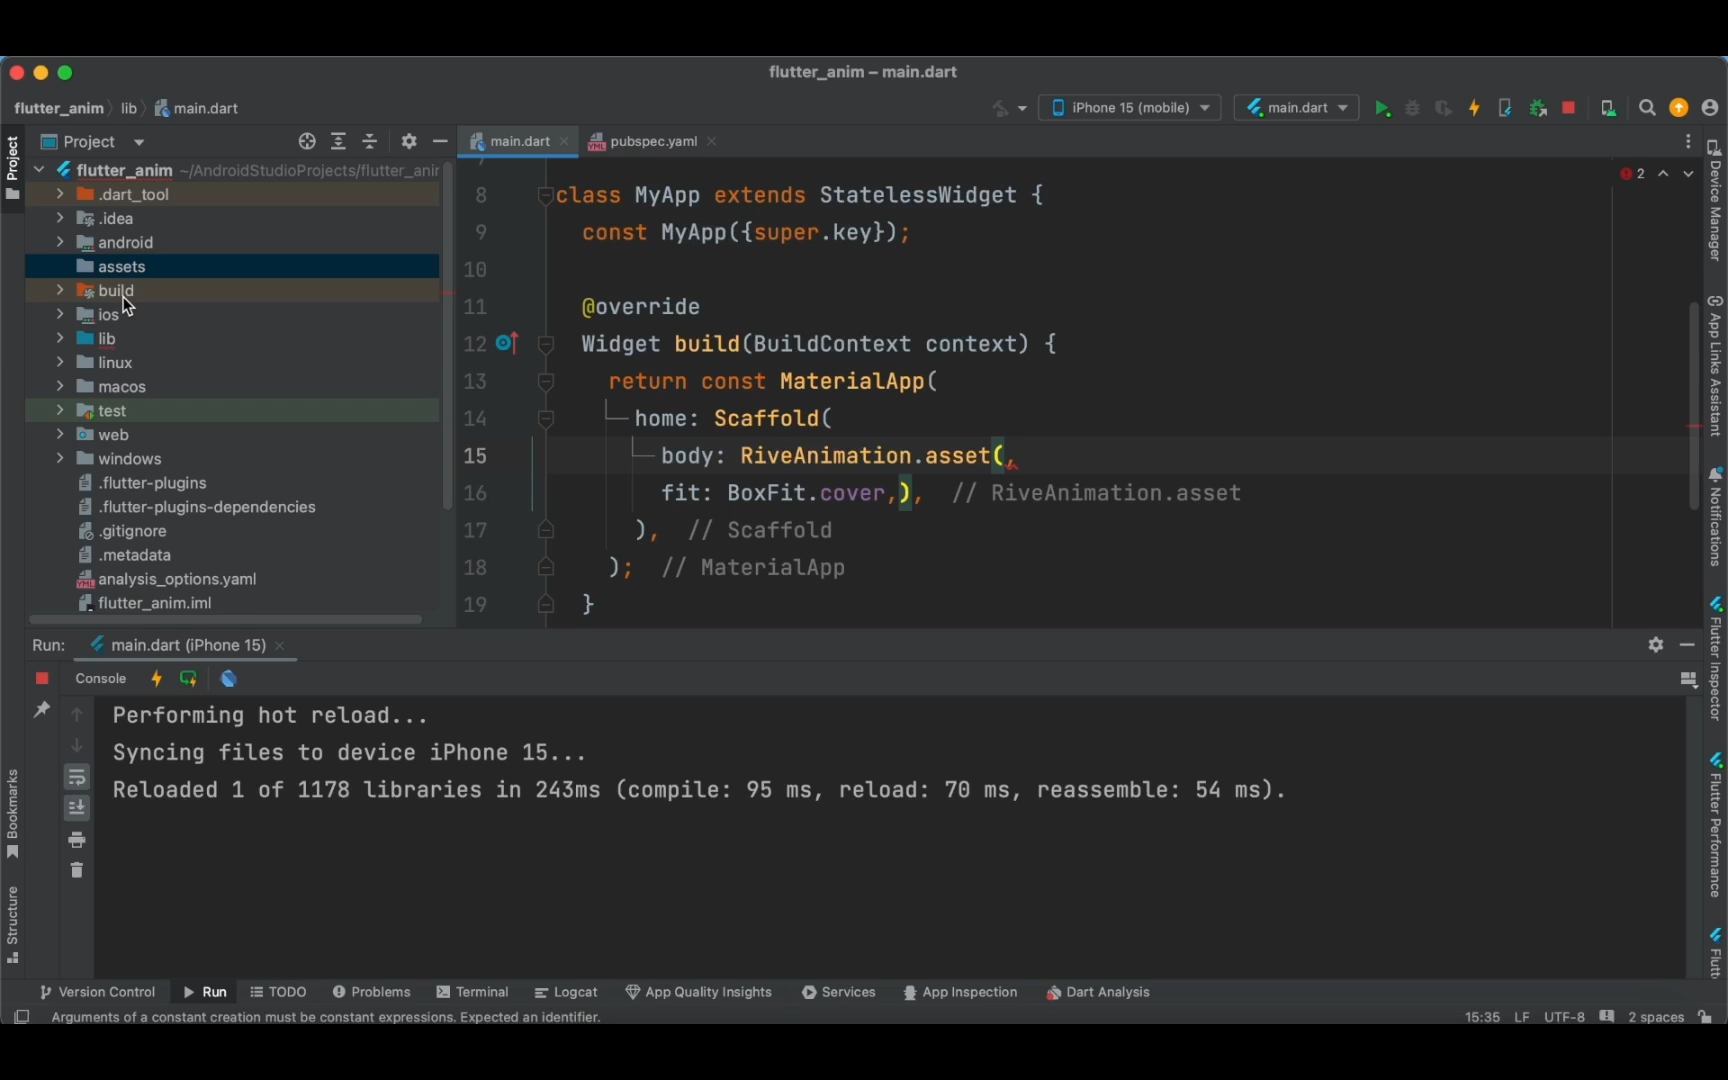 flutter_anim – main.dart
flutter_anim lib main.dart
iPhone 15 (mobile) main.dart
Project
main.dart
pubspec.yaml
Project
flutter_anim ~/AndroidStudioProjects/flutter_anir
.dart_tool
.idea
android
assets
build
ios
lib
linux
macos
test
web
windows
.flutter-plugins
.flutter-plugins-dependencies
.gitignore
.metadata
analysis_options.yaml
flutter_anim.iml
2
8 class MyApp extends StatelessWidget {
9 const MyApp({super.key});
10
11 @override
12 Widget build(BuildContext context) {
13 return const MaterialApp(
14 home: Scaffold(
15 body: RiveAnimation.asset(,
16 fit: BoxFit.cover,), // RiveAnimation.asset
17 ), // Scaffold
18 ); // MaterialApp
19 }
Device Manager
App Links Assistant
Notifications
Flutter Inspector
Flutter Performance
Flutt
Run: main.dart (iPhone 15)
Console
Performing hot reload...
Syncing files to device iPhone 15...
Reloaded 1 of 1178 libraries in 243ms (compile: 95 ms, reload: 70 ms, reassemble: 54 ms).
Bookmarks
Structure
Version Control Run TODO Problems Terminal Logcat App Quality Insights Services App Inspection Dart Analysis
Arguments of a constant creation must be constant expressions. Expected an identifier.
15:35 LF UTF-8 2 spaces